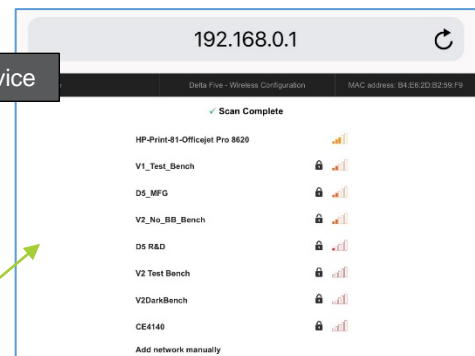 192.168.0.1
vice
Delta Five - Wireless Configuration MAC address: B4:E6:2D:B2:59:F9
✓ Scan Complete
HP-Print-81-Officejet Pro 8620
V1_Test_Bench
D5_MFG
V2_No_BB_Bench
D5 R&D
V2 Test Bench
V2DarkBench
CE4140
Add network manually